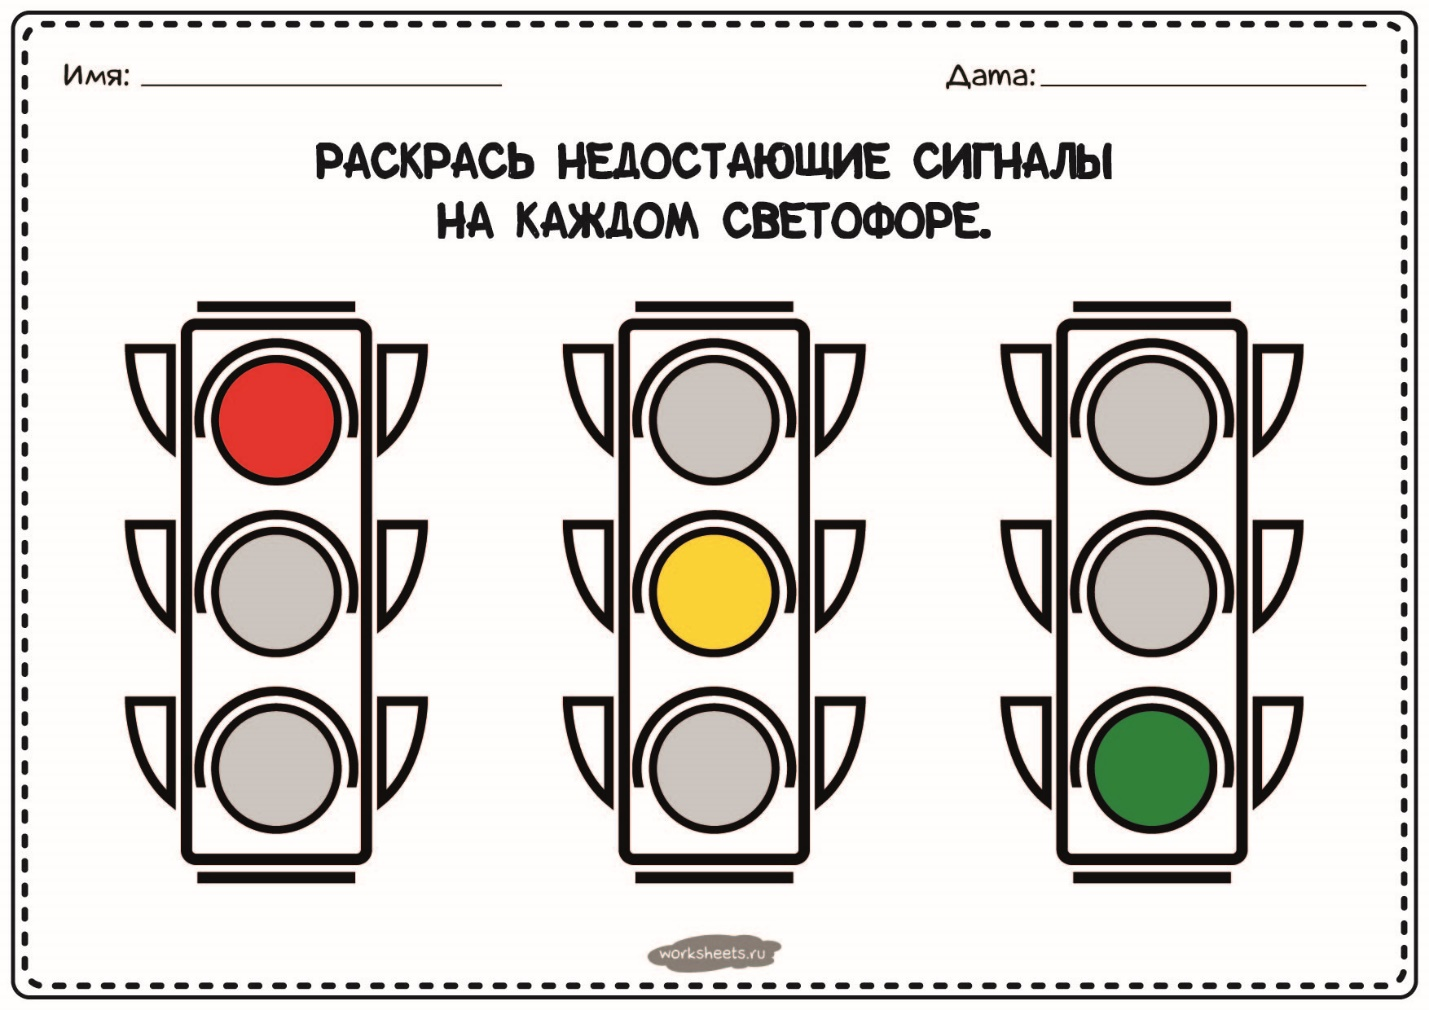 Имя: Дата:
РАСКРАСЬ НЕДОСТАЮЩИЕ СИГНАЛЫ
НА КАЖДОМ СВЕТОФОРЕ.
worksheets.ru